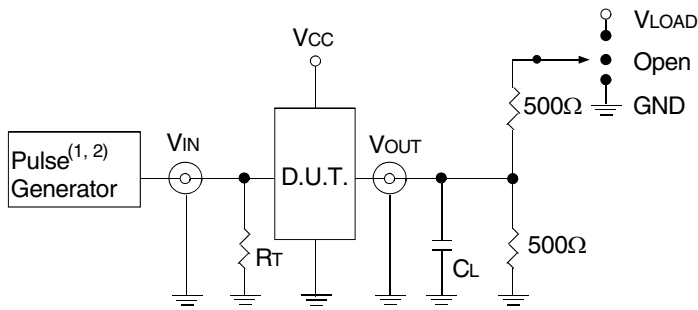 VLOAD
VCC
Open
500Ω
GND
VIN
VOUT
Pulse(1, 2)
Generator
D.U.T.
RT
CL
500Ω